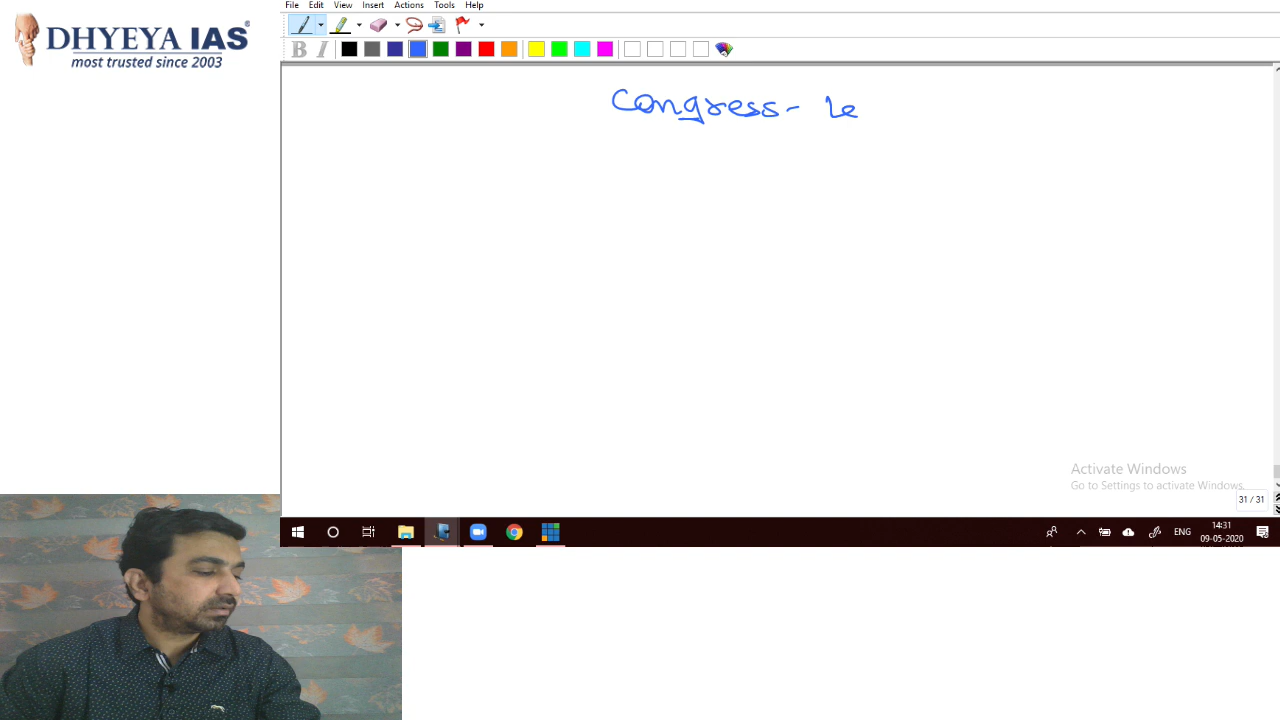 DHYEYA IAS®
most trusted since 2003
File Edit View Insert Actions Tools Help
B I
Congress- Le
Activate Windows
Go to Settings to activate Windows.
31 / 31
ENG
14:31
09-05-2020